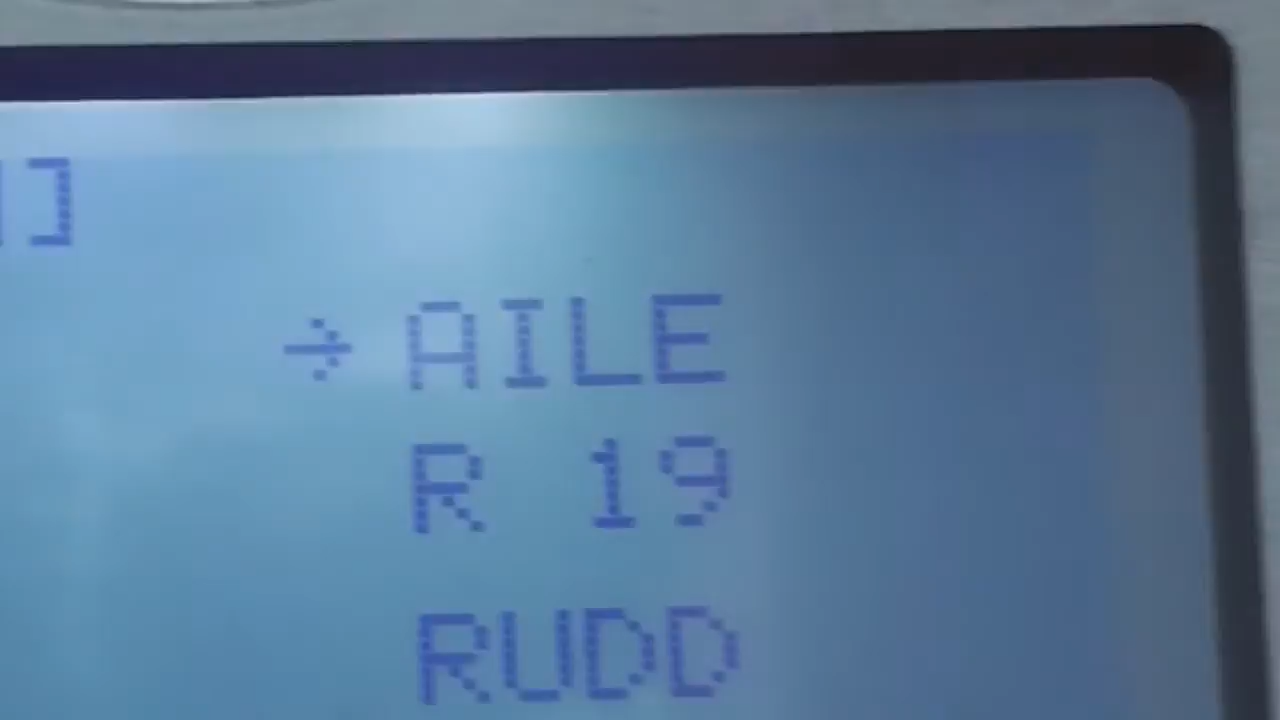 ]
→ AILE
R 19
RUDD